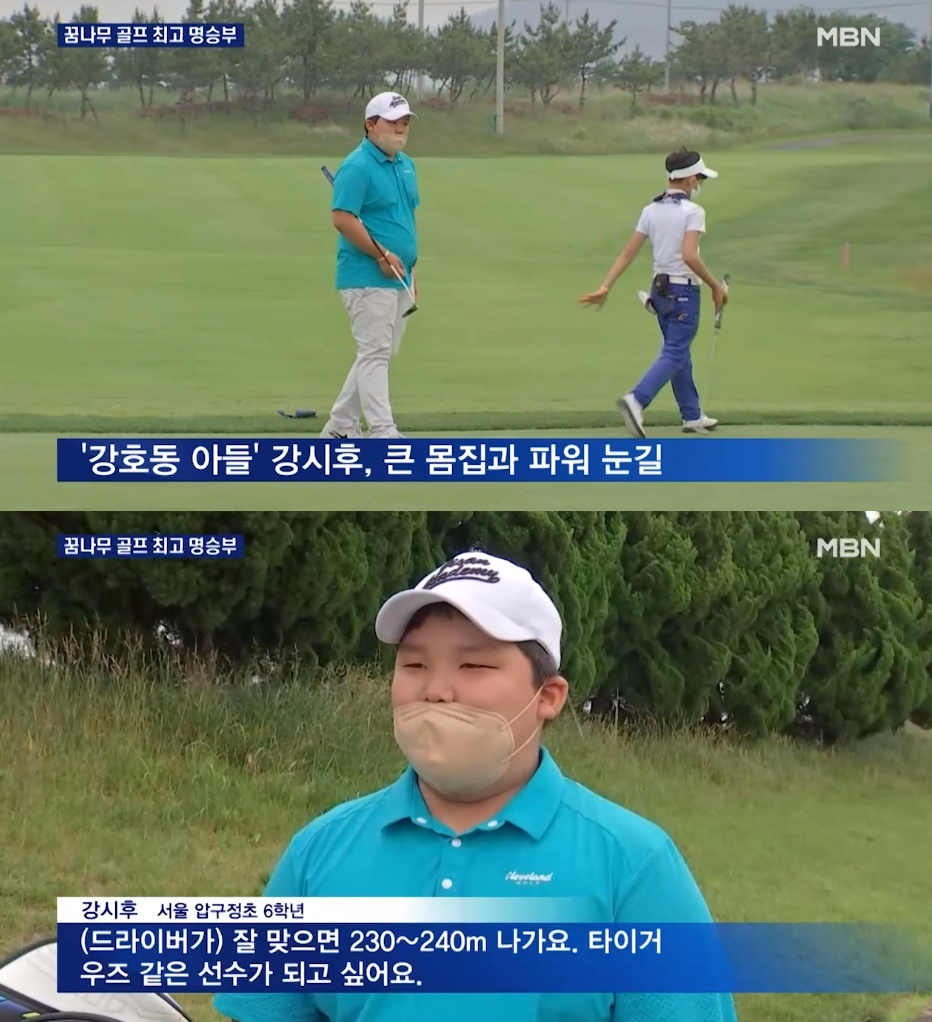 꿈나무 골프 최고 명승부
MBN
'강호동 아들' 강시후, 큰 몸집과 파워 눈길
꿈나무 골프 최고 명승부
MBN
Cleveland
GOLF
강시후 서울 압구정초 6학년
(드라이버가) 잘 맞으면 230~240m 나가요. 타이거
우즈 같은 선수가 되고 싶어요.